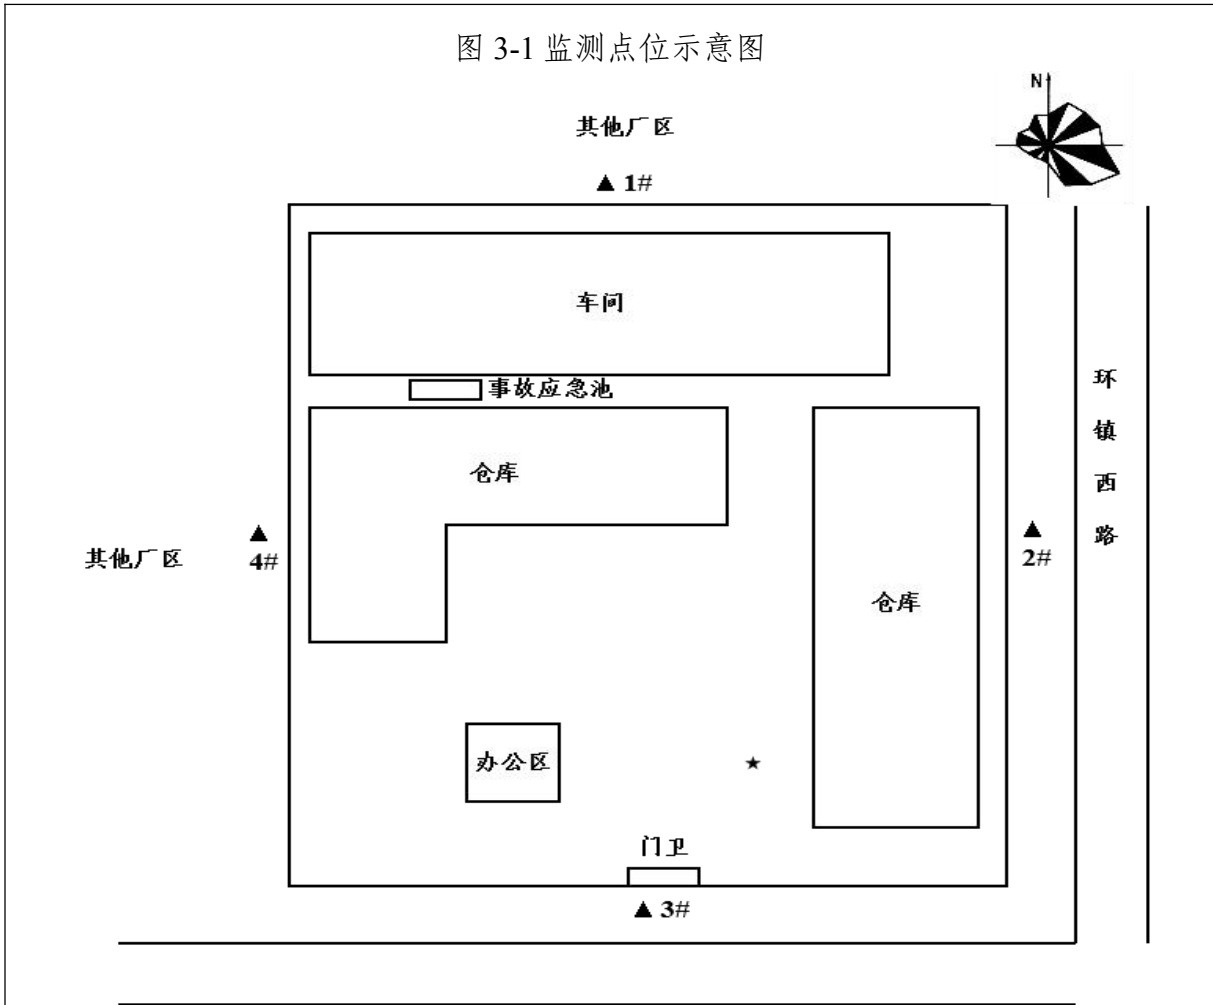 图 3-1 监测点位示意图
N
其他厂区
▲ 1#
车间
事故应急池
仓库
环镇西路
▲
4#
其他厂区
▲
2#
仓库
办公区
★
门卫
▲ 3#